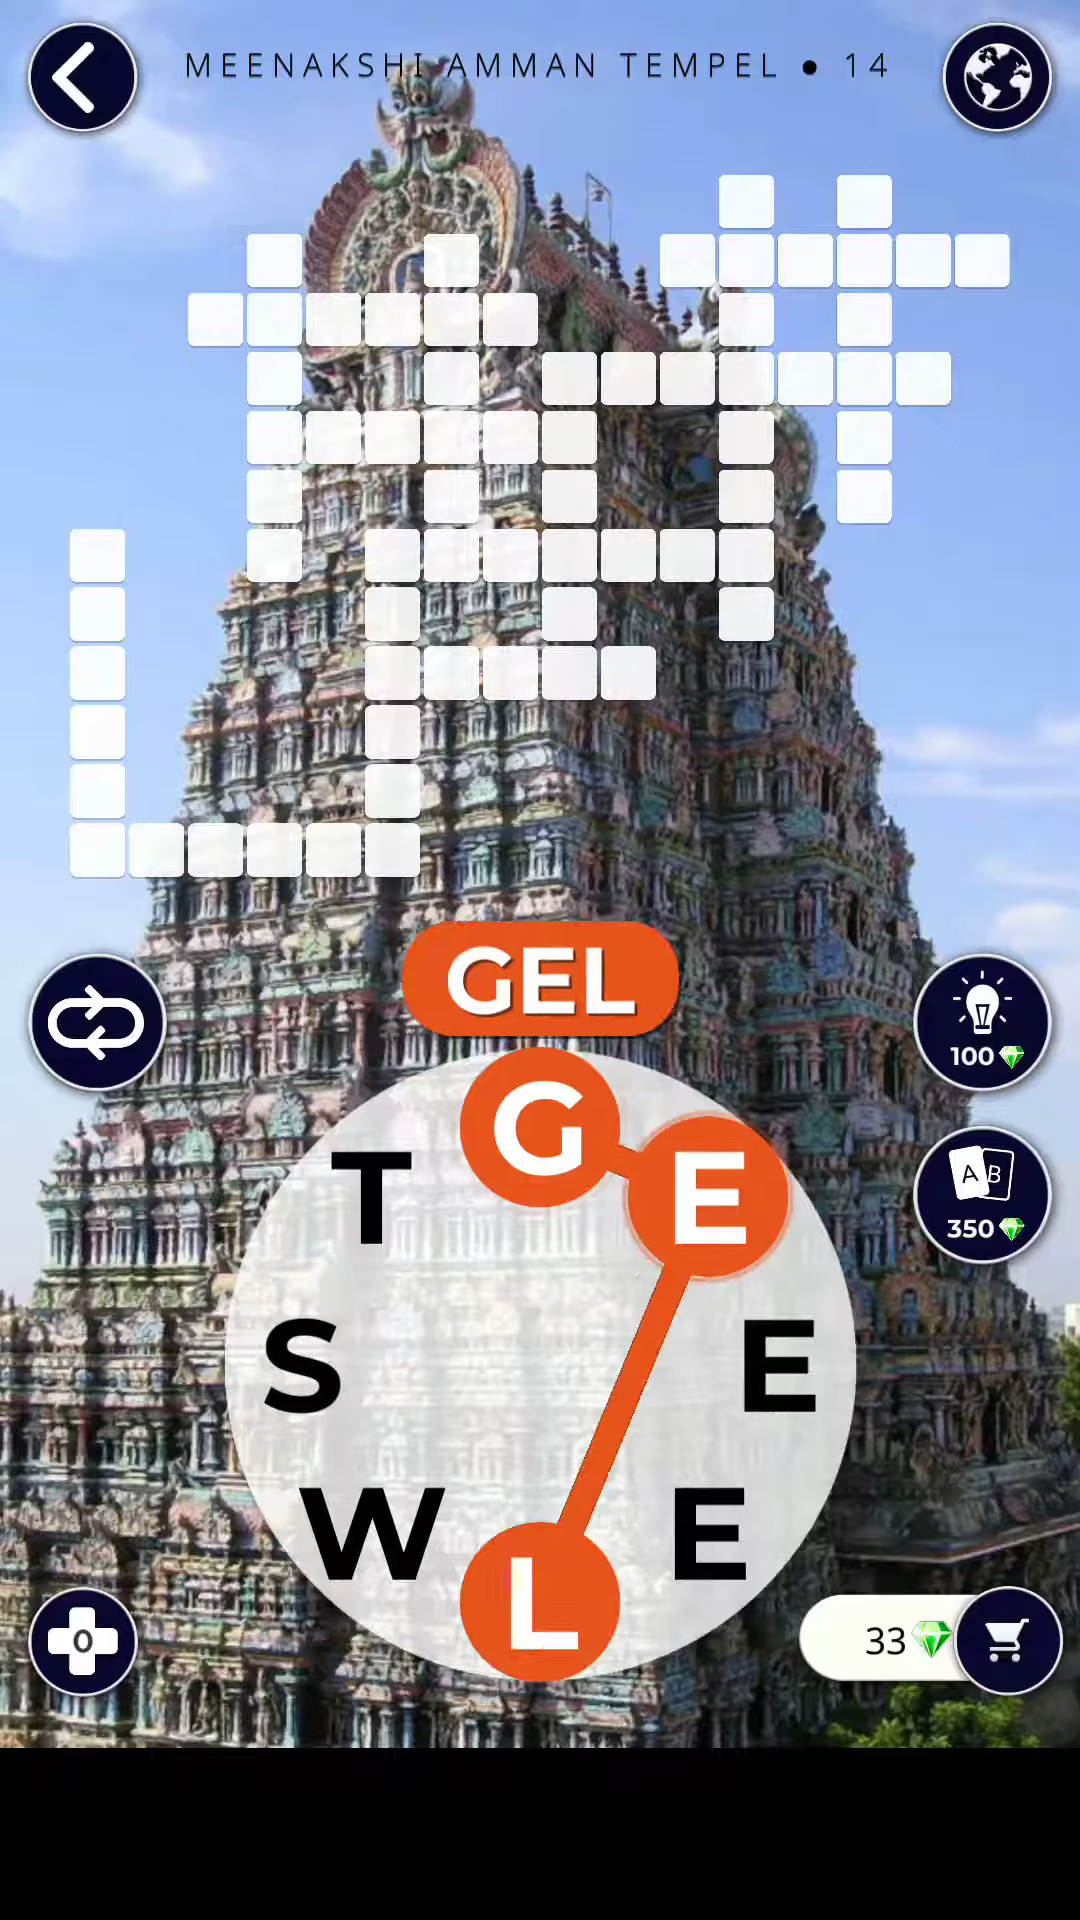 MEENAKSHI AMMAN TEMPEL • 14
GEL
G
T E
S E
W E
L
100
A B
350
0
33